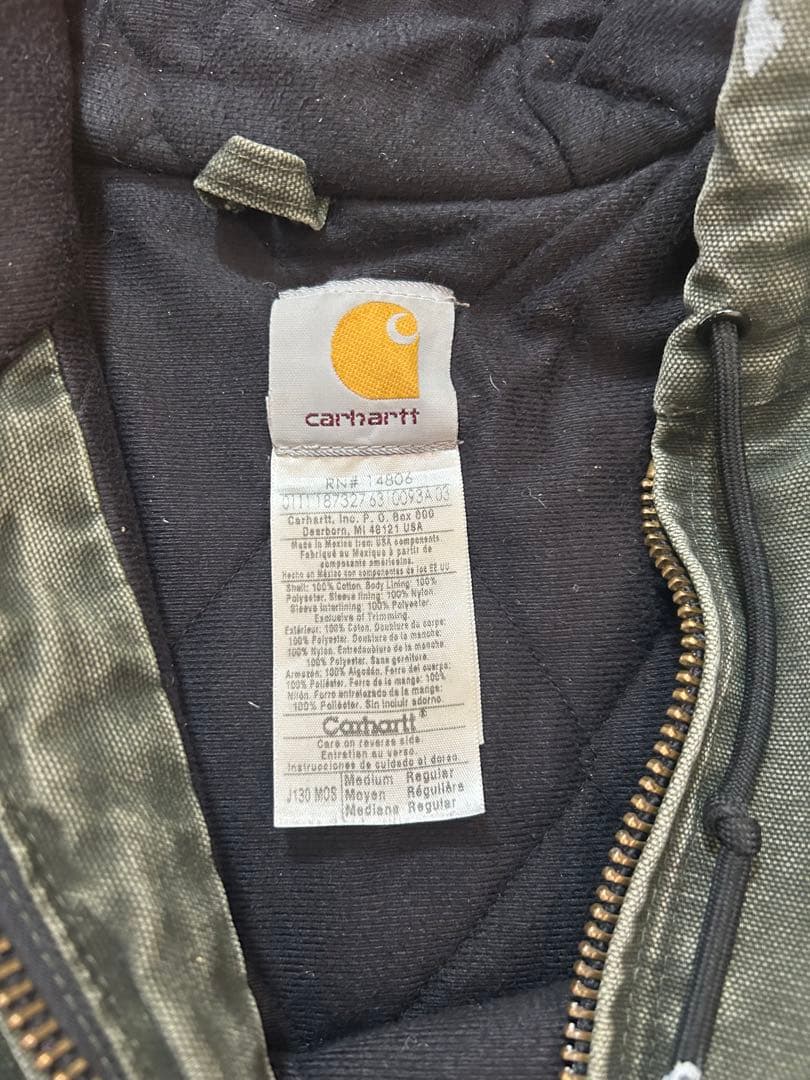 carhartt
RN# 14806
01111873276310093A 03
Carhartt, Inc. P. O. Box 600
Dearborn, MI 48121 USA
Made in Mexico from USA components
Fabriqué au Mexique à partir de
composants américains.
Hecho en México con componentes de los EE UU
Shell: 100% Cotton. Body Lining: 100%
Polyester. Sleeve lining: 100% Nylon.
Sleeve Interlining: 100% Polyester.
Exclusive of Trimming.
Extérieur: 100% Coton. Doublure du corps:
100% Polyester. Doublure de la manche:
100% Nylon. Entredoublure de la manche.
100% Polyester. Sans garniture.
Armazón: 100% Algodón. Forro del cuerpo:
100% Poliéster. Forro de la manga: 100%
Nilón. Forro entrelazado de la manga:
100% Poliéster. Sin incluir adorno.
Carhartt®
Care on reverse side
Entretien au verso.
Instrucciones de cuidado al dorso.
J130 MOS
Medium Regular
Moyen Régulière
Mediano Regular